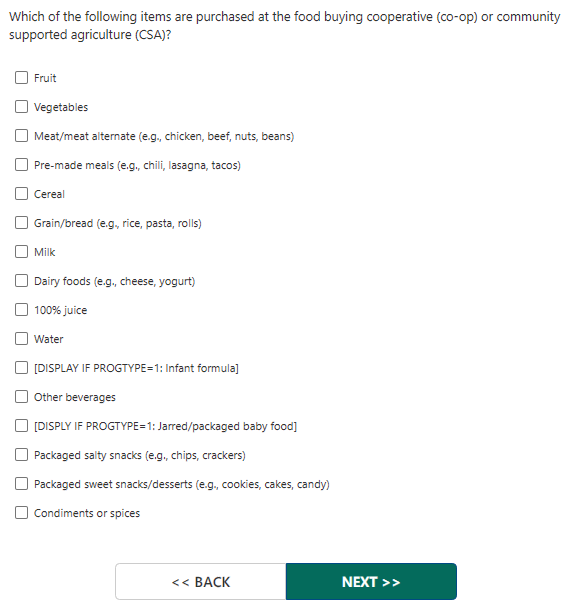 Which of the following items are purchased at the food buying cooperative (co-op) or community
supported agriculture (CSA)?
Fruit
Vegetables
Meat/meat alternate (e.g., chicken, beef, nuts, beans)
Pre-made meals (e.g., chili, lasagna, tacos)
Cereal
Grain/bread (e.g., rice, pasta, rolls)
Milk
Dairy foods (e.g., cheese, yogurt)
100% juice
Water
[DISPLAY IF PROGTYPE=1: Infant formula]
Other beverages
[DISPLY IF PROGTYPE=1: Jarred/packaged baby food]
Packaged salty snacks (e.g., chips, crackers)
Packaged sweet snacks/desserts (e.g., cookies, cakes, candy)
Condiments or spices
<< BACK NEXT >>